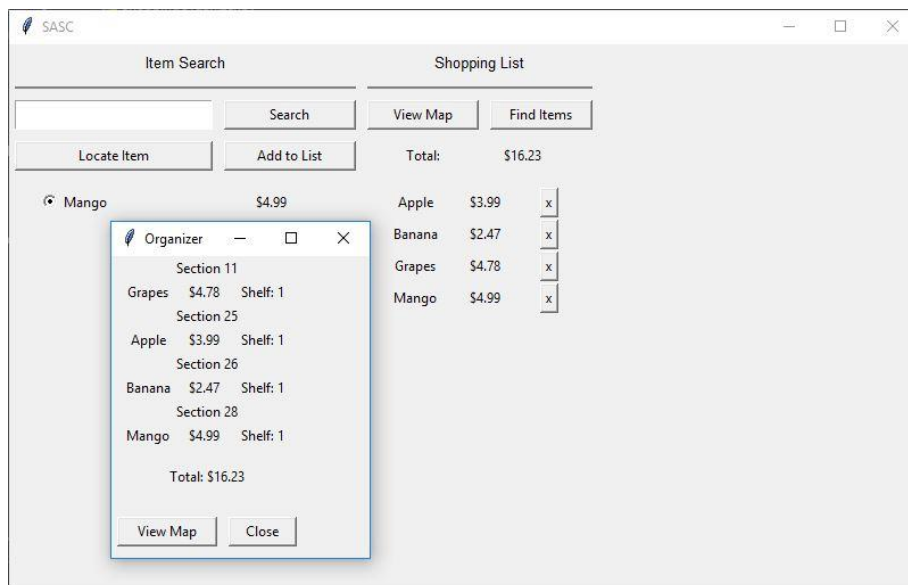 SASC
Item Search Shopping List
Search View Map Find Items
Locate Item Add to List Total: $16.23
Mango $4.99 Apple $3.99 x
Banana $2.47 x
Grapes $4.78 x
Mango $4.99 x
Organizer
Section 11
Grapes $4.78 Shelf: 1
Section 25
Apple $3.99 Shelf: 1
Section 26
Banana $2.47 Shelf: 1
Section 28
Mango $4.99 Shelf: 1
Total: $16.23
View Map Close